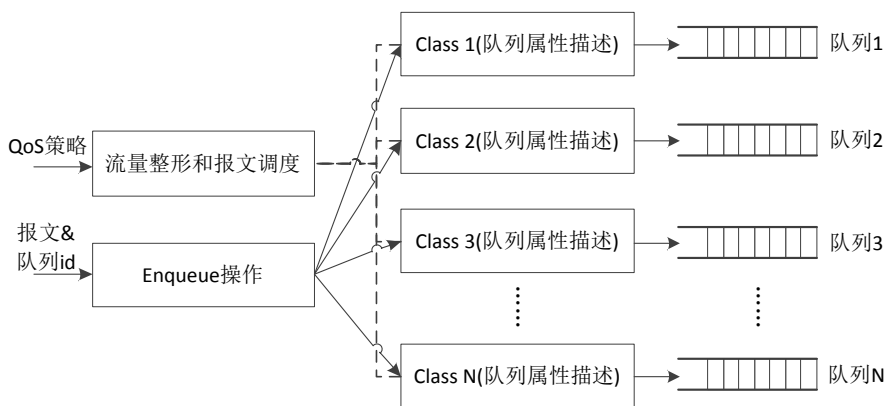 Class 1(队列属性描述)
队列1
QoS策略
流量整形和报文调度
Class 2(队列属性描述)
队列2
报文&
队列id
Enqueue操作
Class 3(队列属性描述)
队列3
Class N(队列属性描述)
队列N